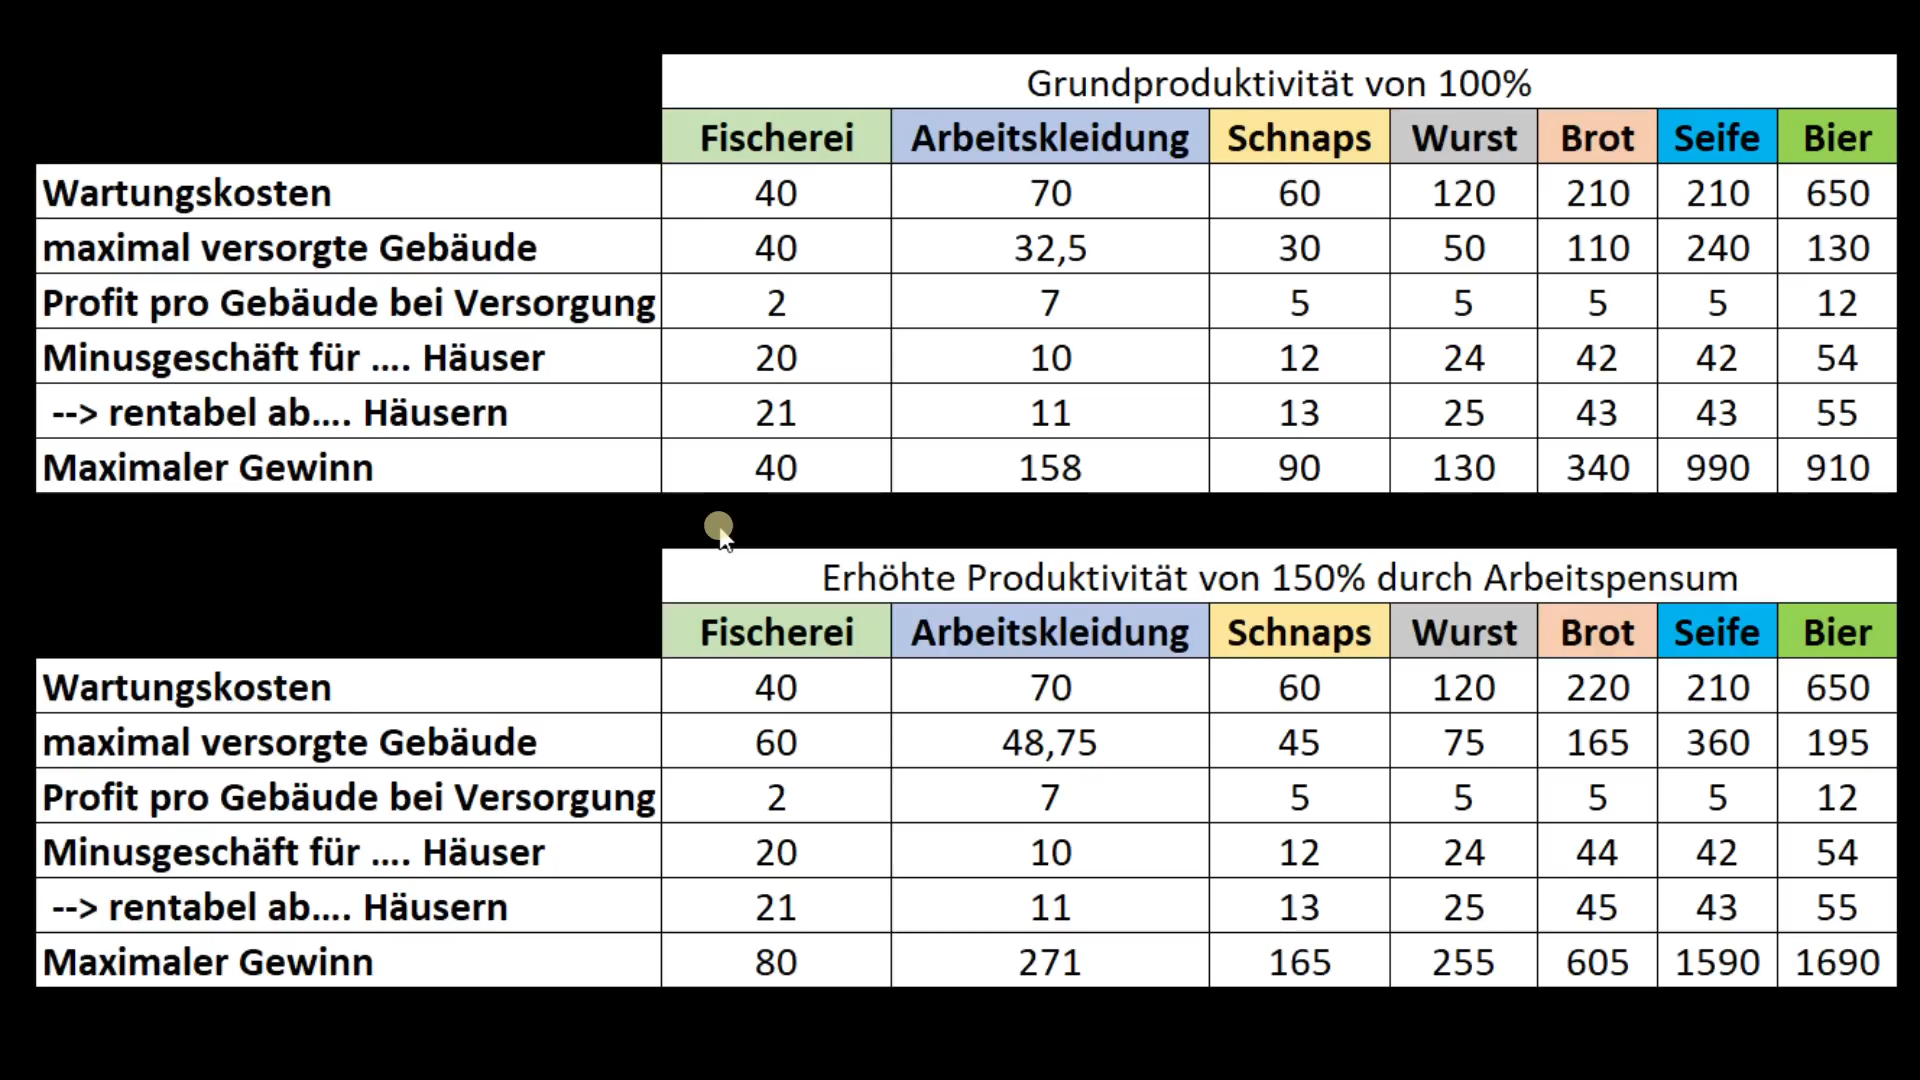 Grundproduktivität von 100%
Fischerei Arbeitskleidung Schnaps Wurst Brot Seife Bier
Wartungskosten 40 70 60 120 210 210 650
maximal versorgte Gebäude 40 32,5 30 50 110 240 130
Profit pro Gebäude bei Versorgung 2 7 5 5 5 5 12
Minusgeschäft für .... Häuser 20 10 12 24 42 42 54
--> rentabel ab.... Häusern 21 11 13 25 43 43 55
Maximaler Gewinn 40 158 90 130 340 990 910
Erhöhte Produktivität von 150% durch Arbeitspensum
Fischerei Arbeitskleidung Schnaps Wurst Brot Seife Bier
Wartungskosten 40 70 60 120 220 210 650
maximal versorgte Gebäude 60 48,75 45 75 165 360 195
Profit pro Gebäude bei Versorgung 2 7 5 5 5 5 12
Minusgeschäft für .... Häuser 20 10 12 24 44 42 54
--> rentabel ab.... Häusern 21 11 13 25 45 43 55
Maximaler Gewinn 80 271 165 255 605 1590 1690